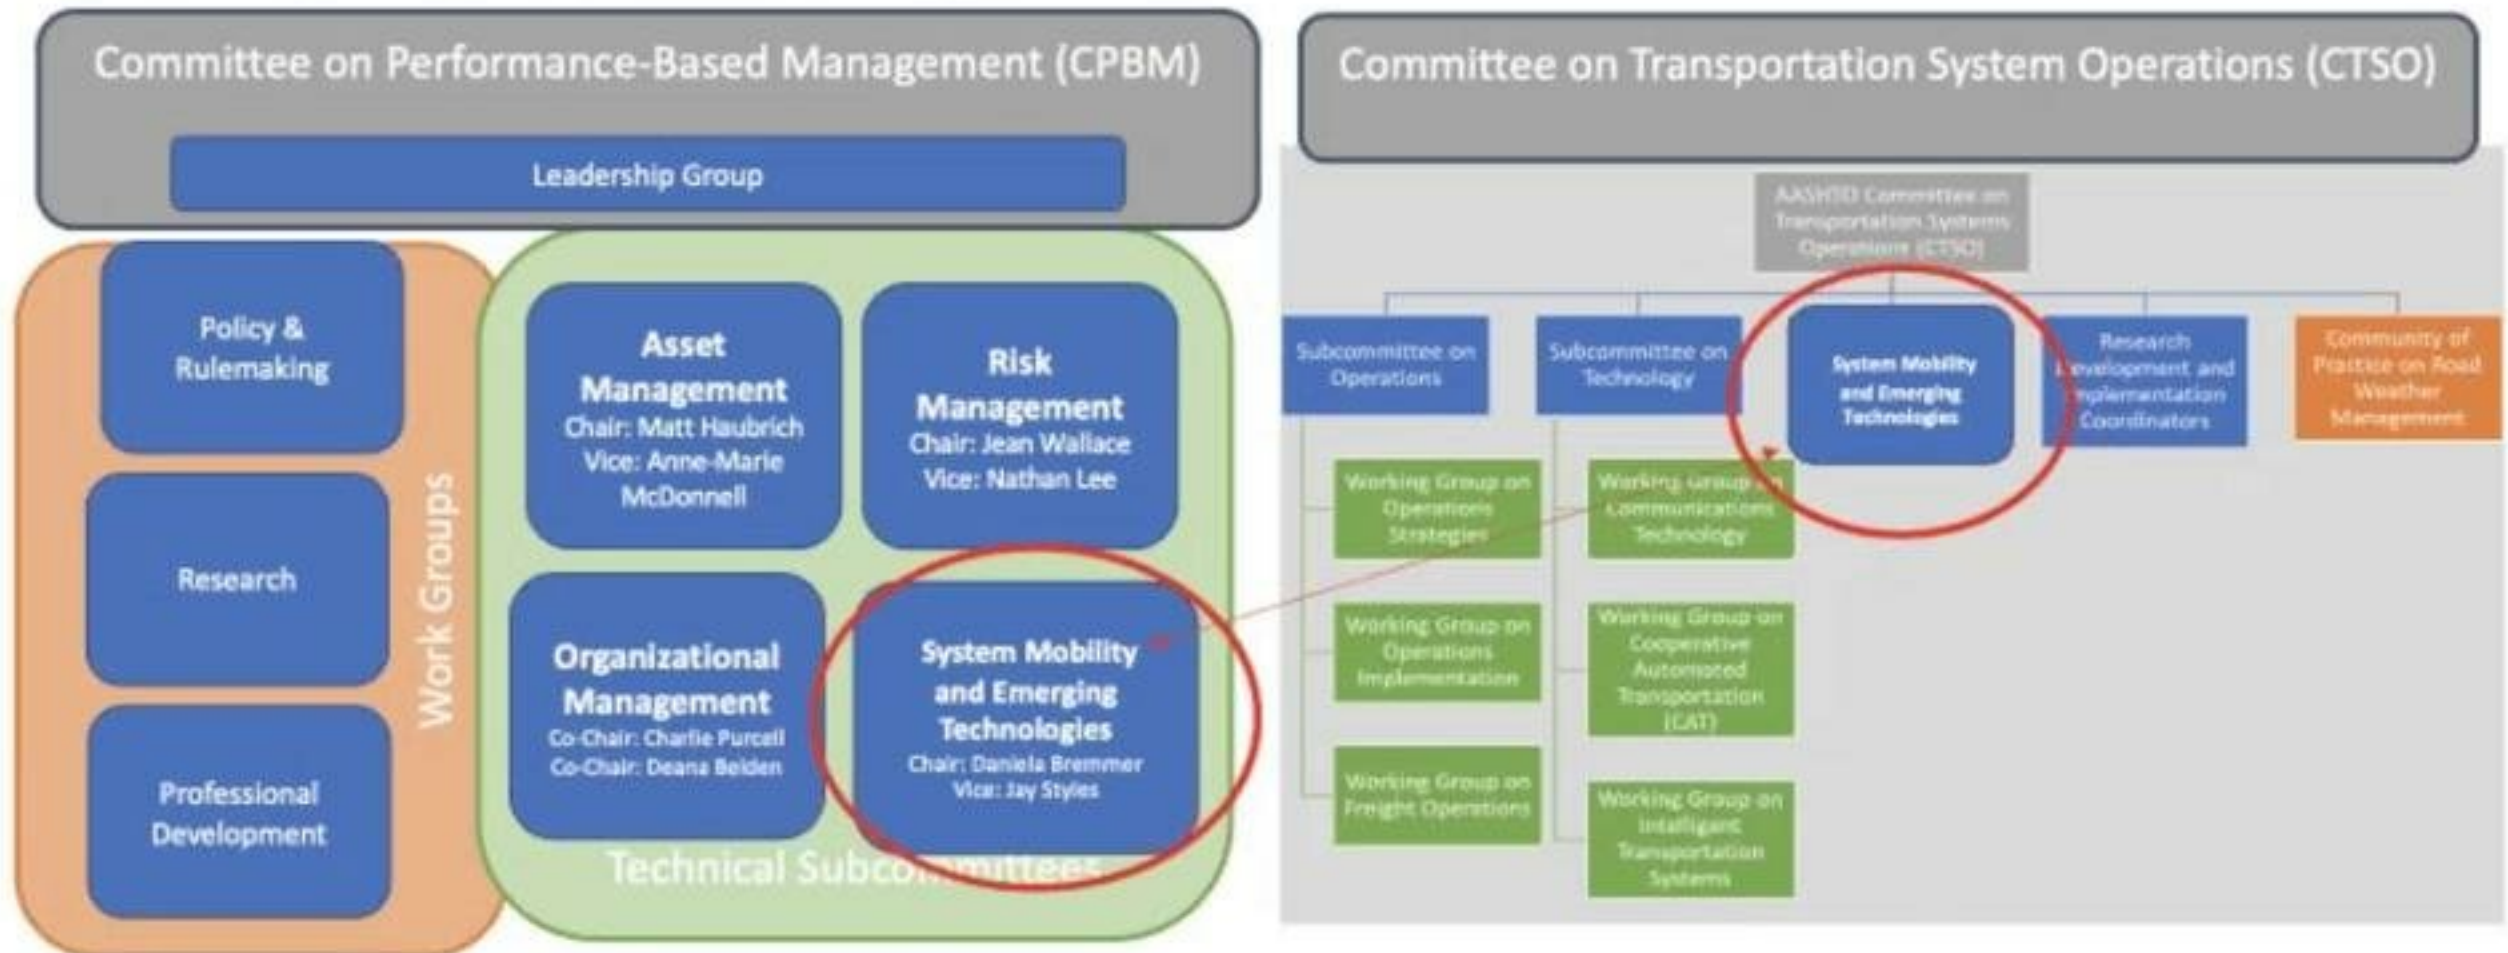 Committee on Performance-Based Management (CPBM)
Leadership Group
Policy &
Rulemaking
Research
Professional
Development
Work Groups
Asset
Management
Chair: Matt Haubrich
Vice: Anne-Marie
McDonnell
Risk
Management
Chair: Jean Wallace
Vice: Nathan Lee
Organizational
Management
Co-Chair: Charlie Purcell
Co-Chair: Deana Belden
System Mobility
and Emerging
Technologies
Chair: Daniela Bremmer
Vice: Jay Styles
Technical Subcommittees
Committee on Transportation System Operations (CTSO)
AASHTO Committee on
Transportation Systems
Operations (CTSO)
Subcommittee on
Operations
Working Group on
Operations
Strategies
Working Group on
Operations
Implementation
Working Group on
Freight Operations
Subcommittee on
Technology
Working Group on
Communications
Technology
Working Group on
Cooperative
Automated
Transportation
(CAT)
Working Group on
Intelligent
Transportation
Systems
System Mobility
and Emerging
Technologies
Research
Development and
Implementation
Coordinators
Community of
Practice on Road
Weather
Management